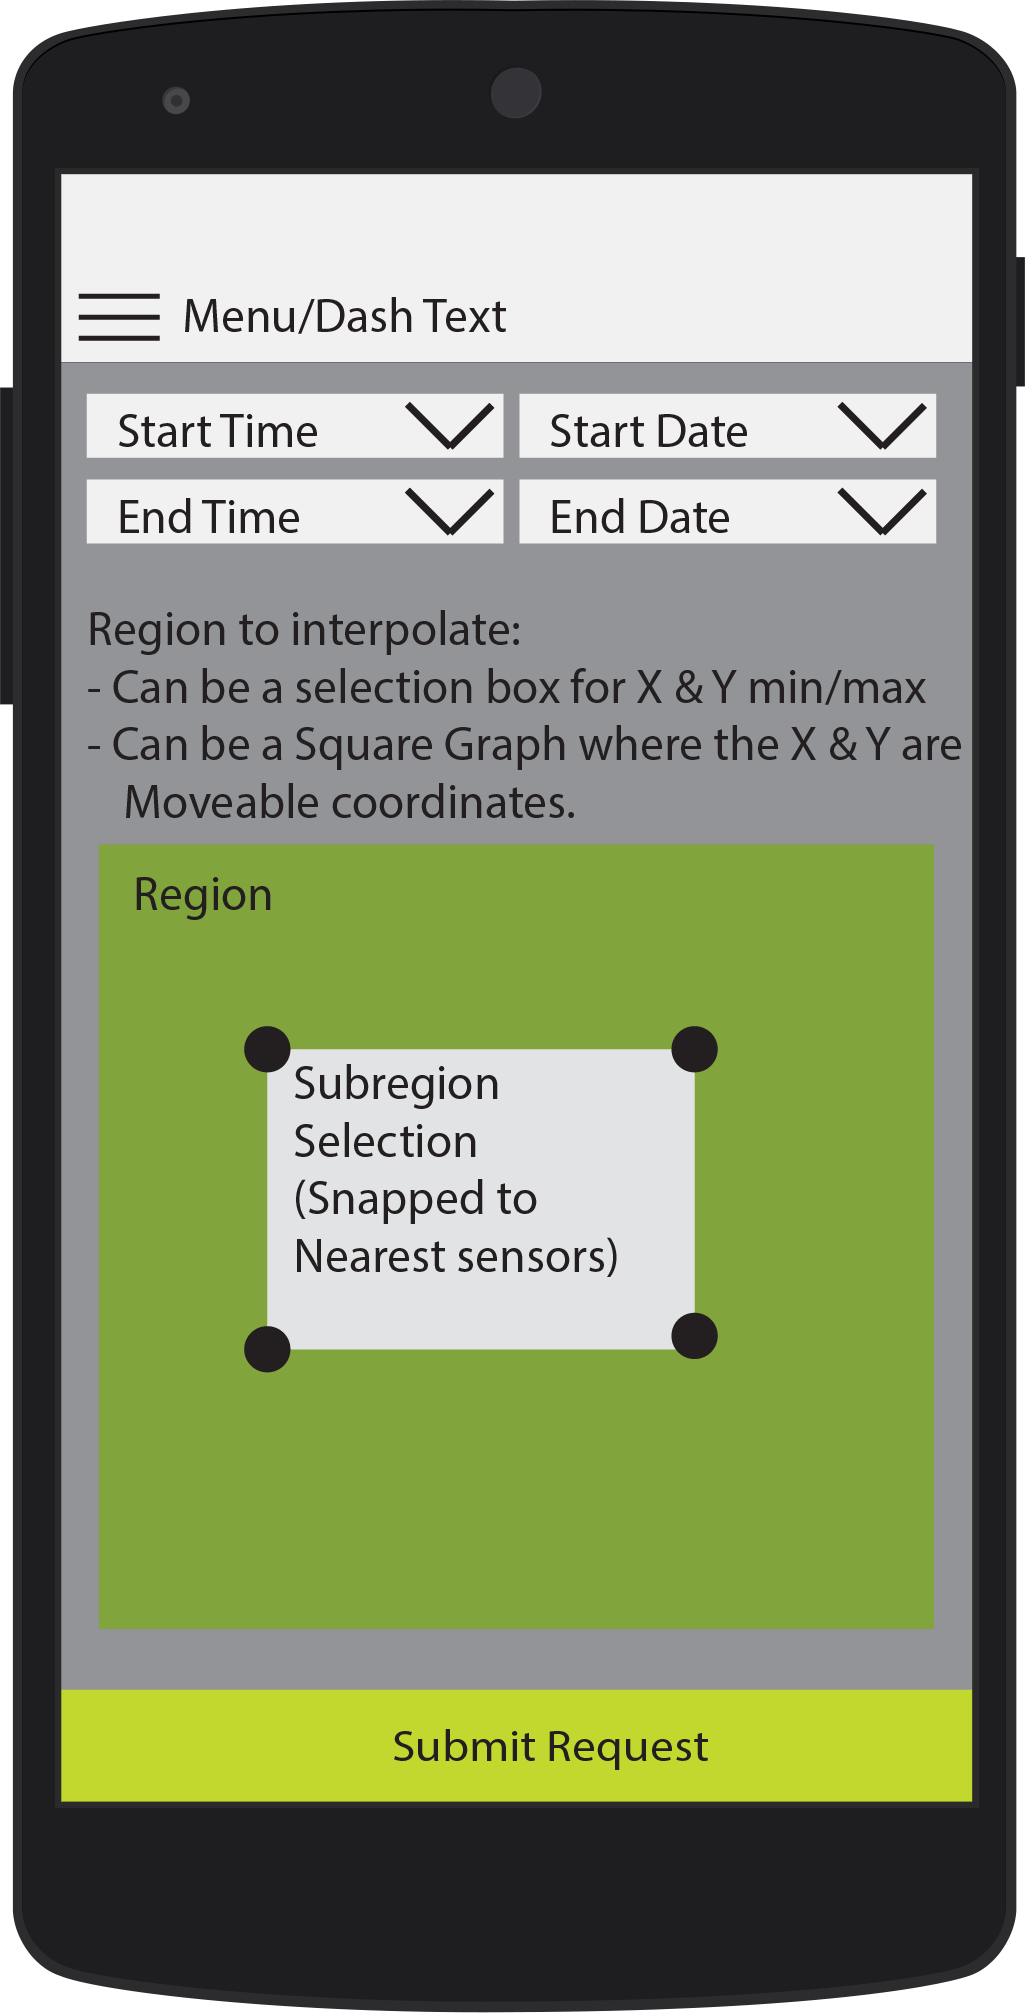 Menu/Dash Text
Start Time
Start Date
End Time
End Date
Region to interpolate:
- Can be a selection box for X & Y min/max
- Can be a Square Graph where the X & Y are
Moveable coordinates.
Region
Subregion
Selection
(Snapped to
Nearest sensors)
Submit Request